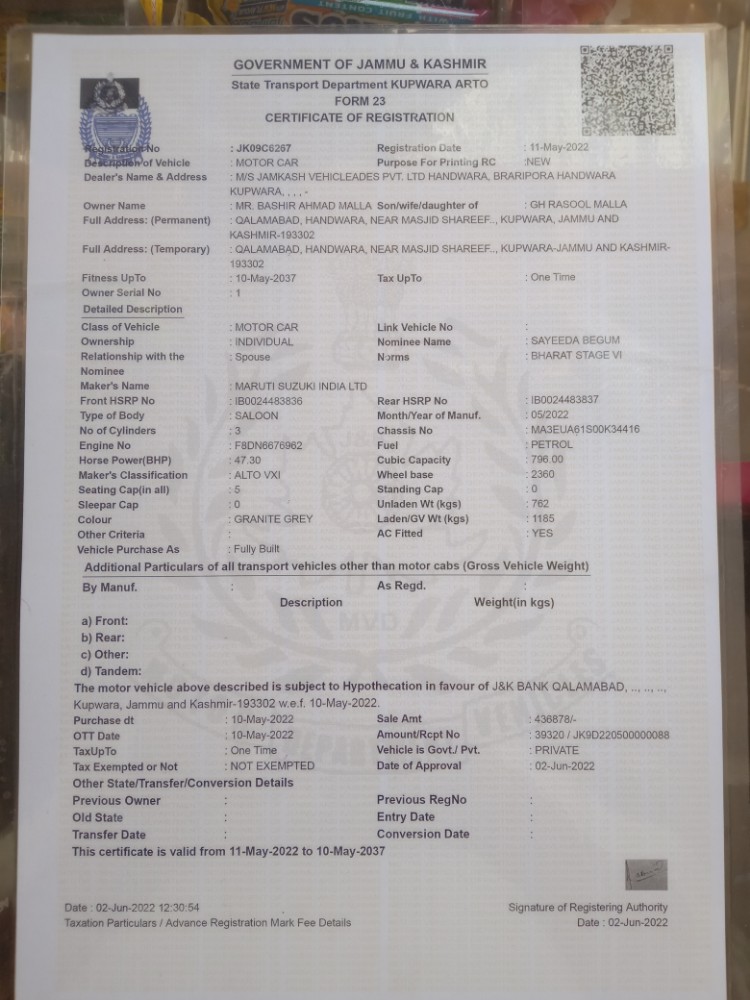 WITH FRUIT CONTENT
GOVERNMENT OF JAMMU & KASHMIR
State Transport Department KUPWARA ARTO
FORM 23
CERTIFICATE OF REGISTRATION
Registration No : JK09C6267 Registration Date : 11-May-2022
Description of Vehicle : MOTOR CAR Purpose For Printing RC :NEW
Dealer's Name & Address : M/S JAMKASH VEHICLEADES PVT. LTD HANDWARA, BRARIPORA HANDWARA
KUPWARA, , , , -
Owner Name : MR. BASHIR AHMAD MALLA Son/wife/daughter of : GH RASOOL MALLA
Full Address: (Permanent) : QALAMABAD, HANDWARA, NEAR MASJID SHAREEF.., KUPWARA, JAMMU AND
KASHMIR-193302
Full Address: (Temporary) : QALAMABAD, HANDWARA, NEAR MASJID SHAREEF.., KUPWARA-JAMMU AND KASHMIR-
193302
Fitness UpTo : 10-May-2037 Tax UpTo : One Time
Owner Serial No : 1
Detailed Description
Class of Vehicle : MOTOR CAR Link Vehicle No :
Ownership : INDIVIDUAL Nominee Name : SAYEEDA BEGUM
Relationship with the : Spouse Norms : BHARAT STAGE VI
Nominee
Maker's Name : MARUTI SUZUKI INDIA LTD
Front HSRP No : IB0024483836 Rear HSRP No : IB0024483837
Type of Body : SALOON Month/Year of Manuf. : 05/2022
No of Cylinders : 3 Chassis No : MA3EUA61S00K34416
Engine No : F8DN6676962 Fuel : PETROL
Horse Power(BHP) : 47.30 Cubic Capacity : 796.00
Maker's Classification : ALTO VXI Wheel base : 2360
Seating Cap(in all) : 5 Standing Cap : 0
Sleepar Cap : 0 Unladen Wt (kgs) : 762
Colour : GRANITE GREY Laden/GV Wt (kgs) : 1185
Other Criteria : AC Fitted : YES
Vehicle Purchase As : Fully Built
Additional Particulars of all transport vehicles other than motor cabs (Gross Vehicle Weight)
By Manuf. : As Regd. :
Description Weight(in kgs)
MVD
a) Front:
b) Rear:
c) Other:
d) Tandem:
The motor vehicle above described is subject to Hypothecation in favour of J&K BANK QALAMABAD, .., .., ..,
Kupwara, Jammu and Kashmir-193302 w.e.f. 10-May-2022.
Purchase dt : 10-May-2022 Sale Amt : 436878/-
OTT Date : 10-May-2022 Amount/Rcpt No : 39320 / JK9D220500000088
TaxUpTo : One Time Vehicle is Govt./ Pvt. : PRIVATE
Tax Exempted or Not : NOT EXEMPTED Date of Approval : 02-Jun-2022
Other State/Transfer/Conversion Details
Previous Owner : Previous RegNo :
Old State : Entry Date :
Transfer Date : Conversion Date :
This certificate is valid from 11-May-2022 to 10-May-2037
Date : 02-Jun-2022 12:30:54 Signature of Registering Authority
Taxation Particulars / Advance Registration Mark Fee Details Date : 02-Jun-2022